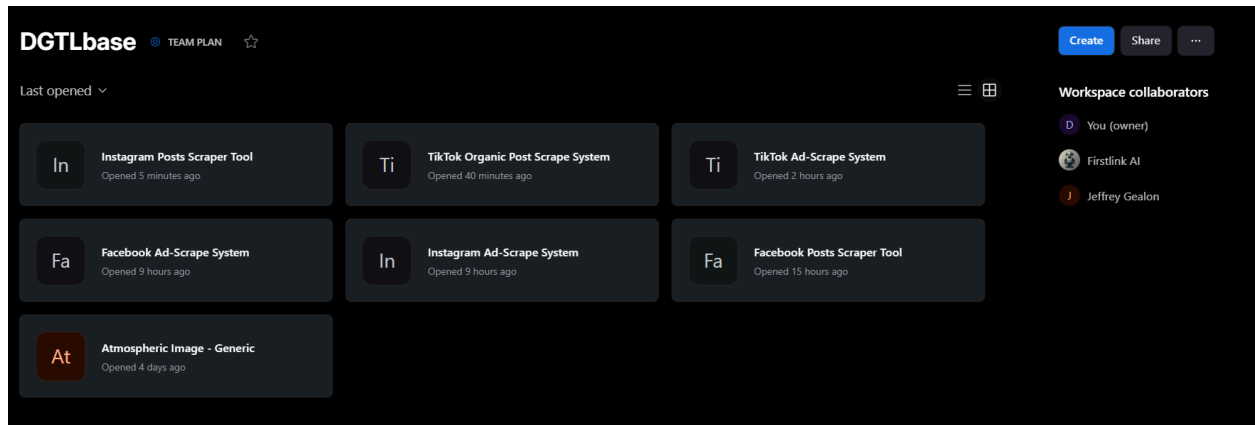 DGTLbase TEAM PLAN
Create Share ...
Last opened
Workspace collaborators
In
Instagram Posts Scraper Tool
Opened 5 minutes ago
Ti
TikTok Organic Post Scrape System
Opened 40 minutes ago
Ti
TikTok Ad-Scrape System
Opened 2 hours ago
D You (owner)
Firstlink AI
J Jeffrey Gealon
Fa
Facebook Ad-Scrape System
Opened 9 hours ago
In
Instagram Ad-Scrape System
Opened 9 hours ago
Fa
Facebook Posts Scraper Tool
Opened 15 hours ago
At
Atmospheric Image - Generic
Opened 4 days ago